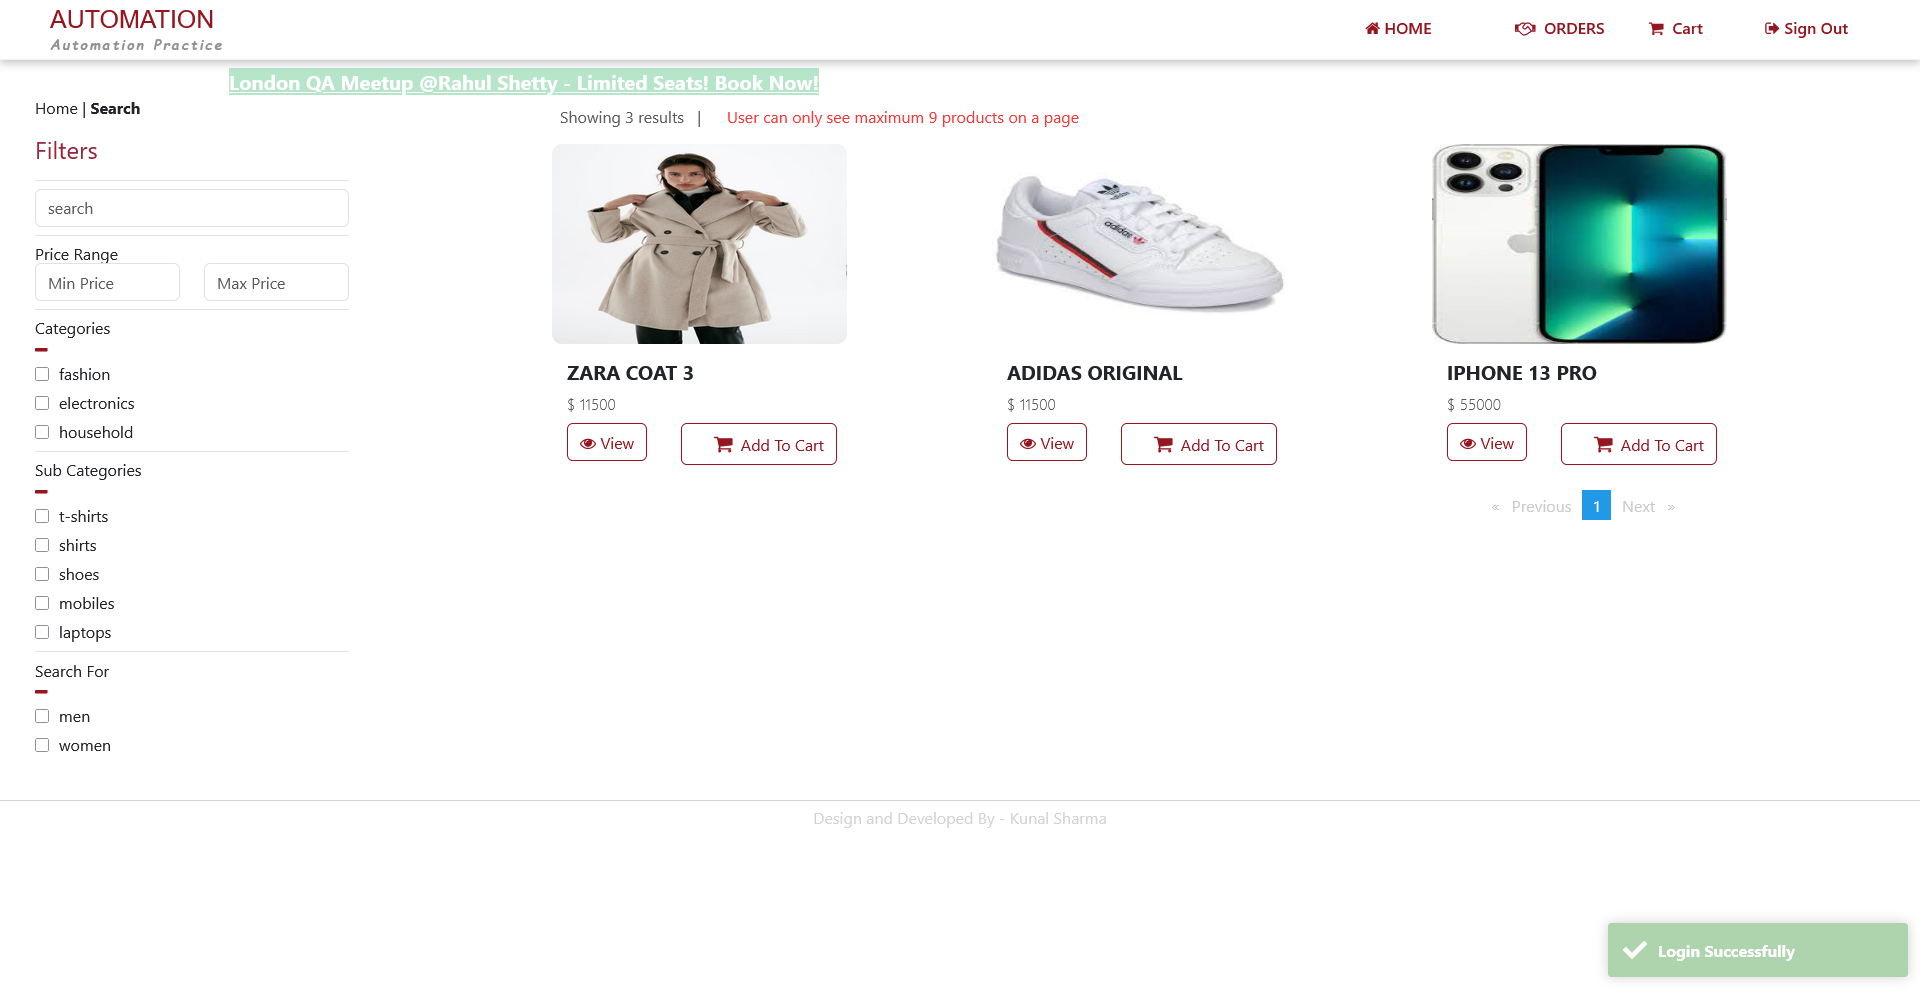 AUTOMATION
Automation Practice
HOME
ORDERS
Cart
Sign Out
London QA Meetup @Rahul Shetty - Limited Seats! Book Now!
Home | Search
Showing 3 results |
User can only see maximum 9 products on a page
Filters
search
Price Range
Min Price
Max Price
Categories
fashion
electronics
household
Sub Categories
t-shirts
shirts
shoes
mobiles
laptops
Search For
men
women
adidas
adidas
ZARA COAT 3
$ 11500
View
Add To Cart
ADIDAS ORIGINAL
$ 11500
View
Add To Cart
IPHONE 13 PRO
$ 55000
View
Add To Cart
« Previous 1 Next »
Design and Developed By - Kunal Sharma
Login Successfully